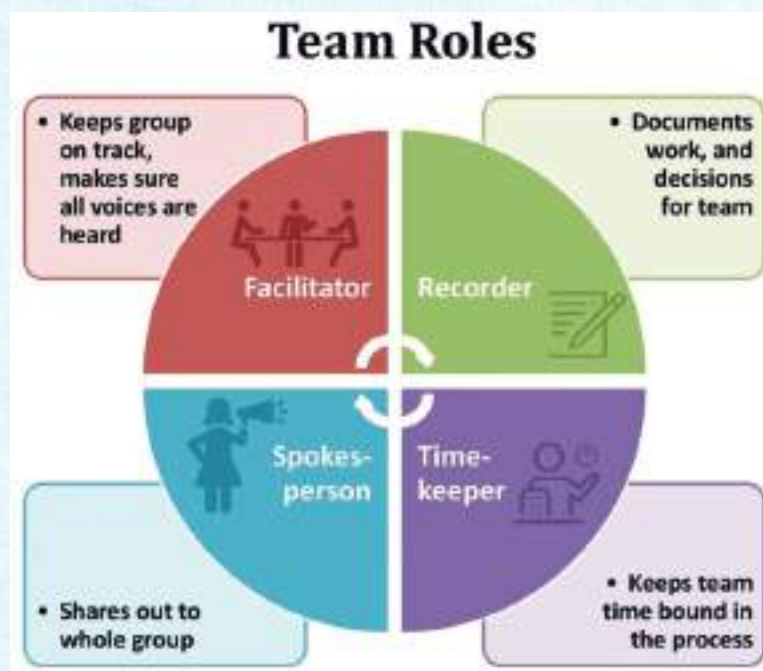 Team Roles
• Keeps group
on track,
makes sure
all voices are
heard
• Documents
work, and
decisions
for team
Facilitator
Recorder
Spokes-
person
Time-
keeper
• Shares out to
whole group
• Keeps team
time bound in
the process